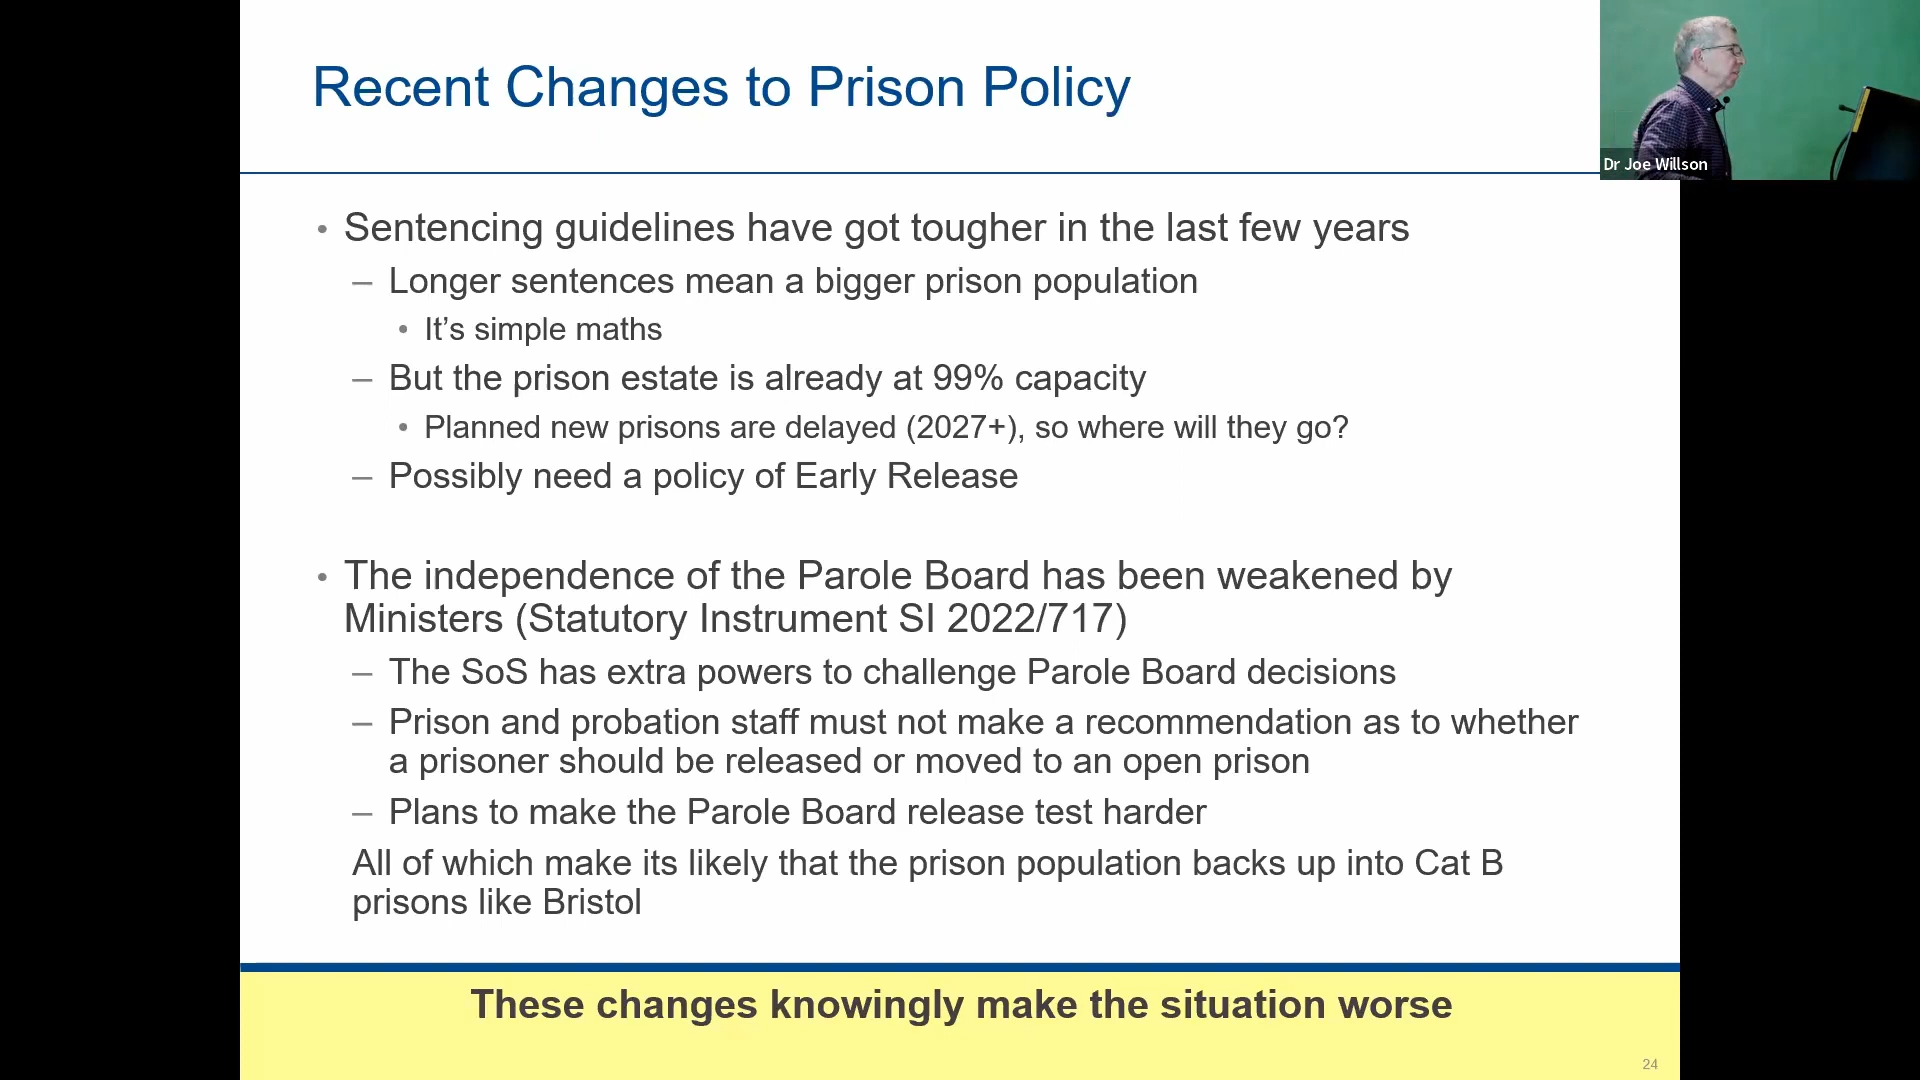 Recent Changes to Prison Policy
Dr Joe Willson
• Sentencing guidelines have got tougher in the last few years
– Longer sentences mean a bigger prison population
• It’s simple maths
– But the prison estate is already at 99% capacity
• Planned new prisons are delayed (2027+), so where will they go?
– Possibly need a policy of Early Release
• The independence of the Parole Board has been weakened by
Ministers (Statutory Instrument SI 2022/717)
– The SoS has extra powers to challenge Parole Board decisions
– Prison and probation staff must not make a recommendation as to whether
a prisoner should be released or moved to an open prison
– Plans to make the Parole Board release test harder
All of which make its likely that the prison population backs up into Cat B
prisons like Bristol
These changes knowingly make the situation worse
24